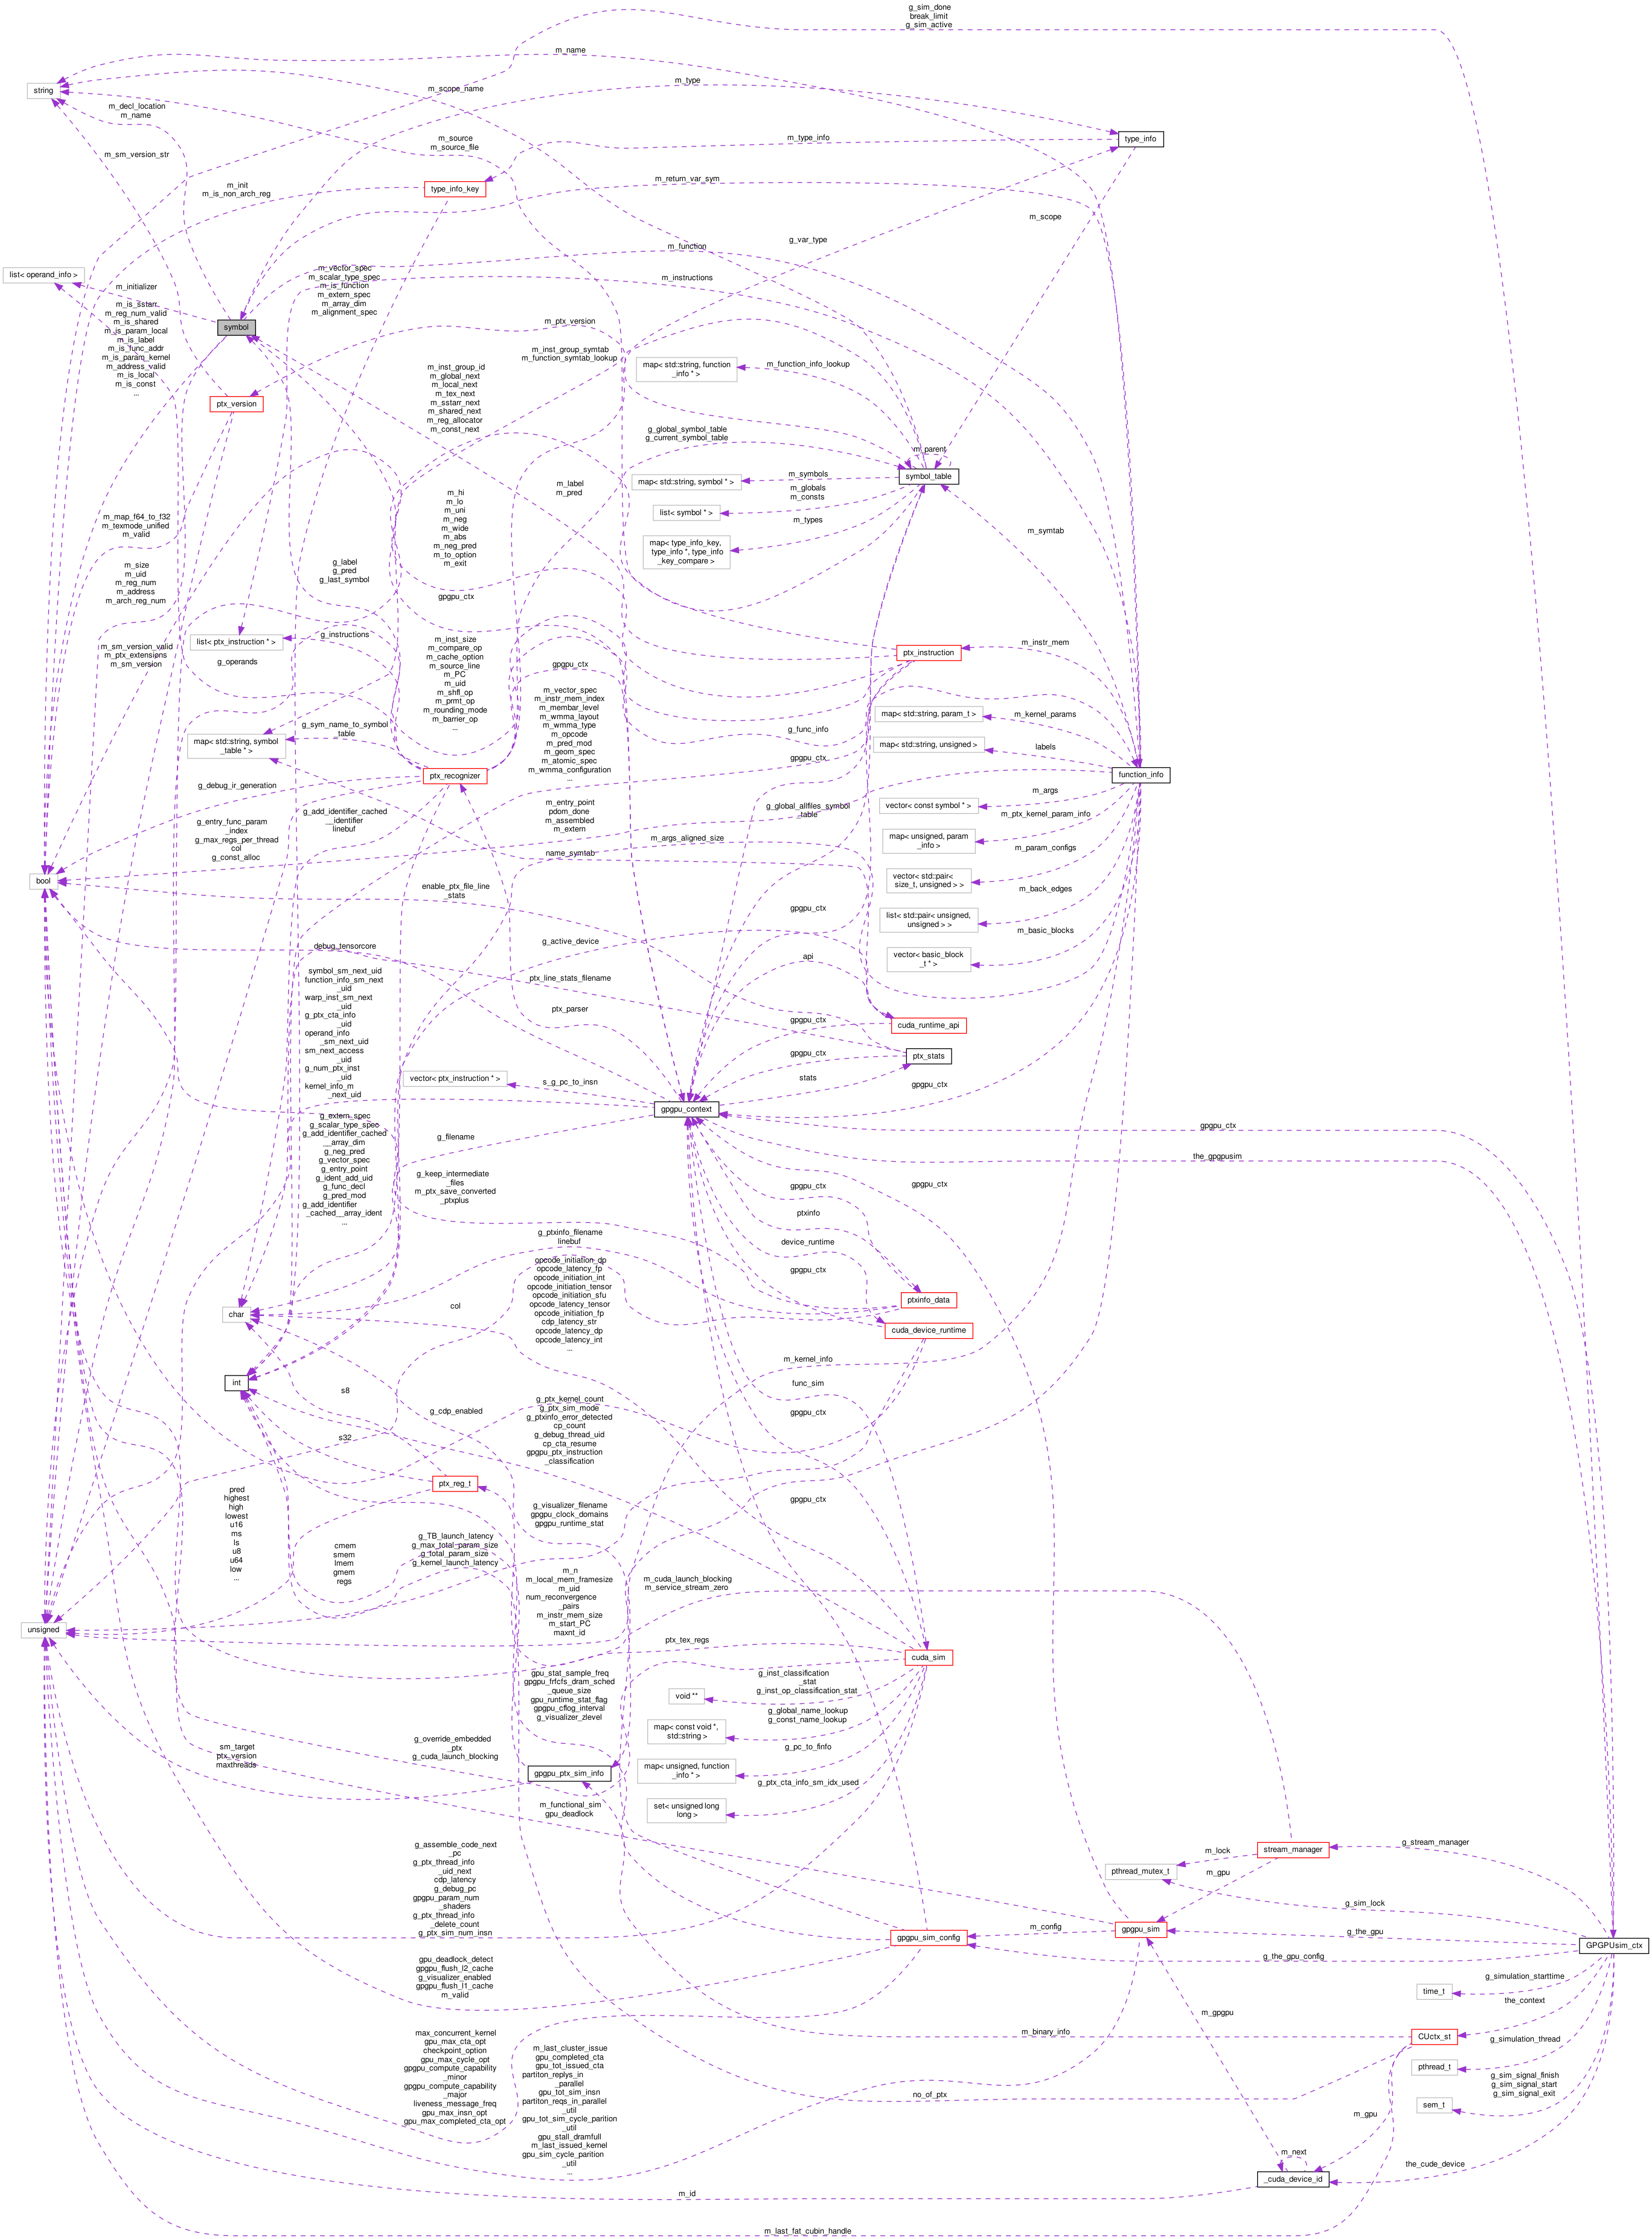 g_sim_done
break_limit
g_sim_active
m_name
string
m_scope_name
m_type
m_decl_location
m_name
m_source
m_source_file
m_type_info
type_info
m_sm_version_str
m_init
m_is_non_arch_reg
type_info_key
m_return_var_sym
m_scope
g_var_type
m_function
list< operand_info >
m_initializer
m_vector_spec
m_scalar_type_spec
m_is_function
m_extern_spec
m_array_dim
m_alignment_spec
m_instructions
m_is_sstarr
m_reg_num_valid
m_is_shared
m_is_param_local
m_is_label
m_is_func_addr
m_is_param_kernel
m_address_valid
m_is_local
m_is_const
...
symbol
m_ptx_version
m_inst_group_symtab
m_function_symtab_lookup
map< std::string, function
_info * >
m_function_info_lookup
m_inst_group_id
m_global_next
m_local_next
m_tex_next
m_sstarr_next
m_shared_next
m_reg_allocator
m_const_next
ptx_version
g_global_symbol_table
g_current_symbol_table
m_parent
symbol_table
map< std::string, symbol * >
m_symbols
m_label
m_pred
m_globals
m_consts
list< symbol * >
m_types
map< type_info_key,
type_info *, type_info
_key_compare >
m_hi
m_lo
m_uni
m_neg
m_wide
m_abs
m_neg_pred
m_to_option
m_exit
m_symtab
m_map_f64_to_f32
m_texmode_unified
m_valid
m_size
m_uid
m_reg_num
m_address
m_arch_reg_num
g_label
g_pred
g_last_symbol
gpgpu_ctx
list< ptx_instruction * >
g_instructions
m_sm_version_valid
m_ptx_extensions
m_sm_version
g_operands
m_inst_size
m_compare_op
m_cache_option
m_source_line
m_PC
m_uid
m_shfl_op
m_prmt_op
m_rounding_mode
m_barrier_op
...
gpgpu_ctx
ptx_instruction
m_instr_mem
m_vector_spec
m_instr_mem_index
m_membar_level
m_wmma_layout
m_wmma_type
m_opcode
m_pred_mod
m_geom_spec
m_atomic_spec
m_wmma_configuration
...
g_func_info
map< std::string, param_t >
m_kernel_params
map< std::string, symbol
_table * >
g_sym_name_to_symbol
_table
map< std::string, unsigned >
labels
gpgpu_ctx
ptx_recognizer
function_info
g_debug_ir_generation
m_args
vector< const symbol * >
g_entry_func_param
_index
g_max_regs_per_thread
col
g_const_alloc
g_add_identifier_cached
__identifier
linebuf
m_entry_point
pdom_done
m_assembled
m_extern
g_global_allfiles_symbol
_table
m_ptx_kernel_param_info
map< unsigned, param
_info >
m_args_aligned_size
name_symtab
m_param_configs
vector< std::pair<
size_t, unsigned > >
bool
enable_ptx_file_line
_stats
m_back_edges
list< std::pair< unsigned,
unsigned > >
gpgpu_ctx
m_basic_blocks
vector< basic_block
_t * >
debug_tensorcore
g_active_device
api
ptx_line_stats_filename
symbol_sm_next_uid
function_info_sm_next
_uid
warp_inst_sm_next
_uid
g_ptx_cta_info
_uid
operand_info
_sm_next_uid
sm_next_access
_uid
g_num_ptx_inst
_uid
kernel_info_m
_next_uid
ptx_parser
gpgpu_ctx
cuda_runtime_api
gpgpu_ctx
ptx_stats
stats
vector< ptx_instruction * >
s_g_pc_to_insn
gpgpu_ctx
gpgpu_context
g_extern_spec
g_scalar_type_spec
g_add_identifier_cached
__array_dim
g_neg_pred
g_vector_spec
g_entry_point
g_ident_add_uid
g_func_decl
g_pred_mod
g_add_identifier
_cached__array_ident
...
g_filename
gpgpu_ctx
the_gpgpusim
g_keep_intermediate
_files
m_ptx_save_converted
_ptxplus
gpgpu_ctx
gpgpu_ctx
ptxinfo
g_ptxinfo_filename
linebuf
device_runtime
gpgpu_ctx
ptxinfo_data
char
col
opcode_initiation_dp
opcode_latency_fp
opcode_initiation_int
opcode_initiation_tensor
opcode_initiation_sfu
opcode_latency_tensor
opcode_initiation_fp
cdp_latency_str
opcode_latency_dp
opcode_latency_int
...
cuda_device_runtime
m_kernel_info
int
s8
g_cdp_enabled
func_sim
g_ptx_kernel_count
g_ptx_sim_mode
g_ptxinfo_error_detected
cp_count
g_debug_thread_uid
cp_cta_resume
gpgpu_ptx_instruction
_classification
gpgpu_ctx
s32
ptx_reg_t
pred
highest
high
lowest
u16
ms
ls
u8
u64
low
...
g_visualizer_filename
gpgpu_clock_domains
gpgpu_runtime_stat
gpgpu_ctx
cmem
smem
lmem
gmem
regs
g_TB_launch_latency
g_max_total_param_size
g_total_param_size
g_kernel_launch_latency
m_n
m_local_mem_framesize
m_uid
num_reconvergence
_pairs
m_instr_mem_size
m_start_PC
maxnt_id
m_cuda_launch_blocking
m_service_stream_zero
unsigned
ptx_tex_regs
cuda_sim
gpu_stat_sample_freq
gpgpu_frfcfs_dram_sched
_queue_size
gpu_runtime_stat_flag
gpgpu_cflog_interval
g_visualizer_zlevel
g_inst_classification
_stat
g_inst_op_classification_stat
void **
g_global_name_lookup
g_const_name_lookup
map< const void *,
std::string >
sm_target
ptx_version
maxthreads
g_override_embedded
_ptx
g_cuda_launch_blocking
gpgpu_ptx_sim_info
g_pc_to_finfo
map< unsigned, function
_info * >
g_ptx_cta_info_sm_idx_used
set< unsigned long
long >
m_functional_sim
gpu_deadlock
g_assemble_code_next
_pc
g_ptx_thread_info
_uid_next
cdp_latency
g_debug_pc
gpgpu_param_num
_shaders
g_ptx_thread_info
_delete_count
g_ptx_sim_num_insn
stream_manager
g_stream_manager
m_lock
pthread_mutex_t
m_gpu
g_sim_lock
m_config
gpgpu_sim
g_the_gpu
gpgpu_sim_config
GPGPUsim_ctx
g_the_gpu_config
gpu_deadlock_detect
gpgpu_flush_l2_cache
g_visualizer_enabled
gpgpu_flush_l1_cache
m_valid
g_simulation_starttime
time_t
the_context
m_gpgpu
m_binary_info
CUctx_st
g_simulation_thread
pthread_t
max_concurrent_kernel
gpu_max_cta_opt
checkpoint_option
gpu_max_cycle_opt
gpgpu_compute_capability
_minor
gpgpu_compute_capability
_major
liveness_message_freq
gpu_max_insn_opt
gpu_max_completed_cta_opt
m_last_cluster_issue
gpu_completed_cta
gpu_tot_issued_cta
partiton_replys_in
_parallel
gpu_tot_sim_insn
partiton_reqs_in_parallel
_util
gpu_tot_sim_cycle_parition
_util
gpu_stall_dramfull
m_last_issued_kernel
gpu_sim_cycle_parition
_util
...
no_of_ptx
g_sim_signal_finish
g_sim_signal_start
g_sim_signal_exit
sem_t
m_gpu
m_next
the_cude_device
_cuda_device_id
m_id
m_last_fat_cubin_handle